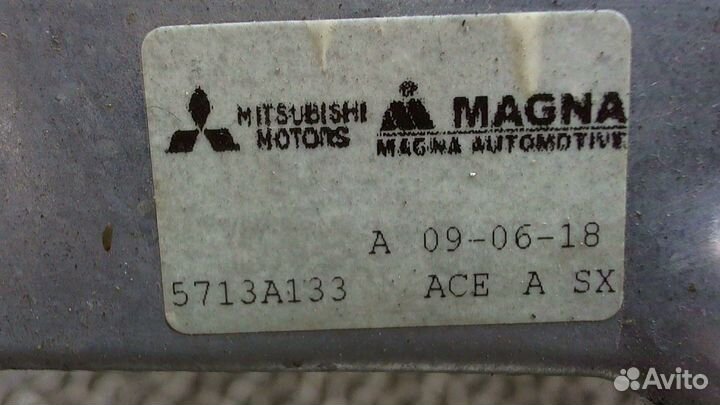 MITSUBISHI
MOTORS
MAGNA
MAGNA AUTOMOTIVE
A 09-06-18
5713A133 ACE A SX
Avito